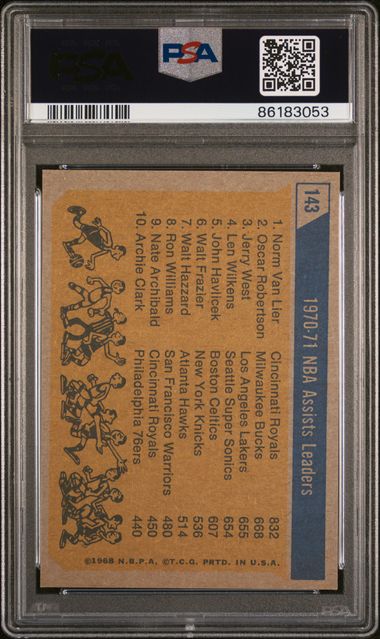 PSA
PSA
86183053
143 1970-71 NBA Assists Leaders
1. Norm Van Lier Cincinnati Royals 832
2. Oscar Robertson Milwaukee Bucks 668
3. Jerry West Los Angeles Lakers 655
4. Len Wilkens Seattle Super Sonics 654
5. John Havlicek Boston Celtics 607
6. Walt Frazier New York Knicks 536
7. Walt Hazzard Atlanta Hawks 514
8. Ron Williams San Francisco Warriors 480
9. Nate Archibald Cincinnati Royals 450
10. Archie Clark Philadelphia 76ers 440
©1968 N.B.P.A. ©T.C.G. PRTD. IN U.S.A.